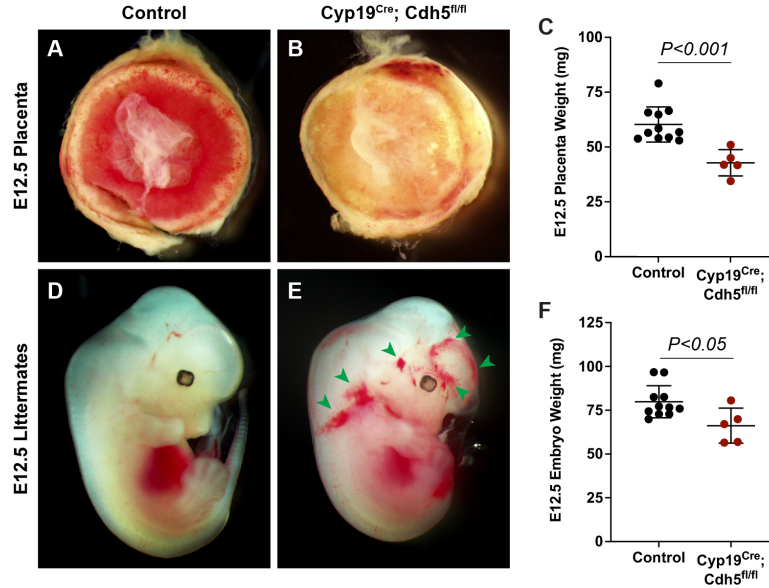 Control
Cyp19Cre; Cdh5fl/fl
E12.5 Placenta
A
B
C
E12.5 Placenta Weight (mg)
P<0.001
100
75
50
25
0
Control
Cyp19Cre;
Cdh5fl/fl
E12.5 LIttermates
D
E
F
E12.5 Embryo Weight (mg)
P<0.05
125
100
75
50
25
0
Control
Cyp19Cre;
Cdh5fl/fl